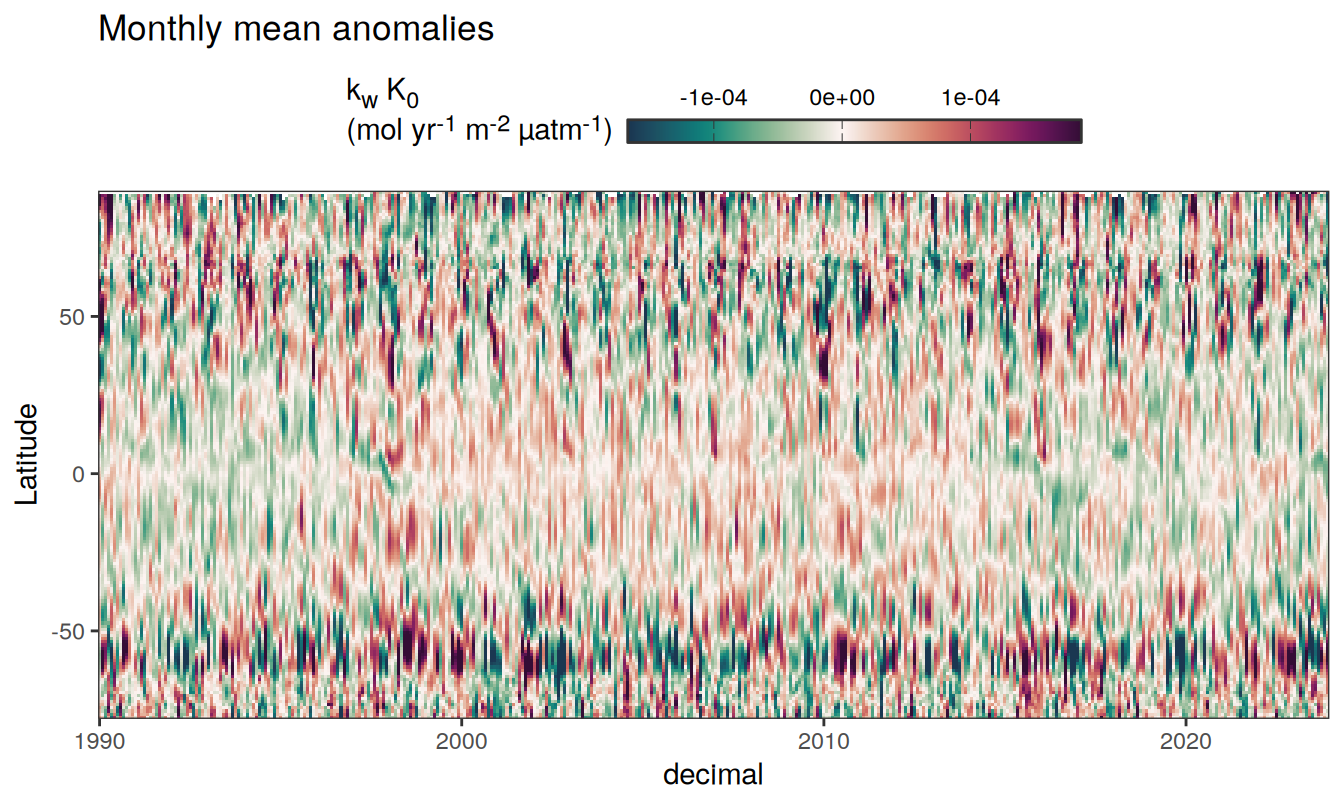 Monthly mean anomalies
k_w K_0
(mol yr^-1 m^-2 µatm^-1)
-1e-04 0e+00 1e-04
Latitude
50
0
-50
1990 2000 2010 2020
decimal